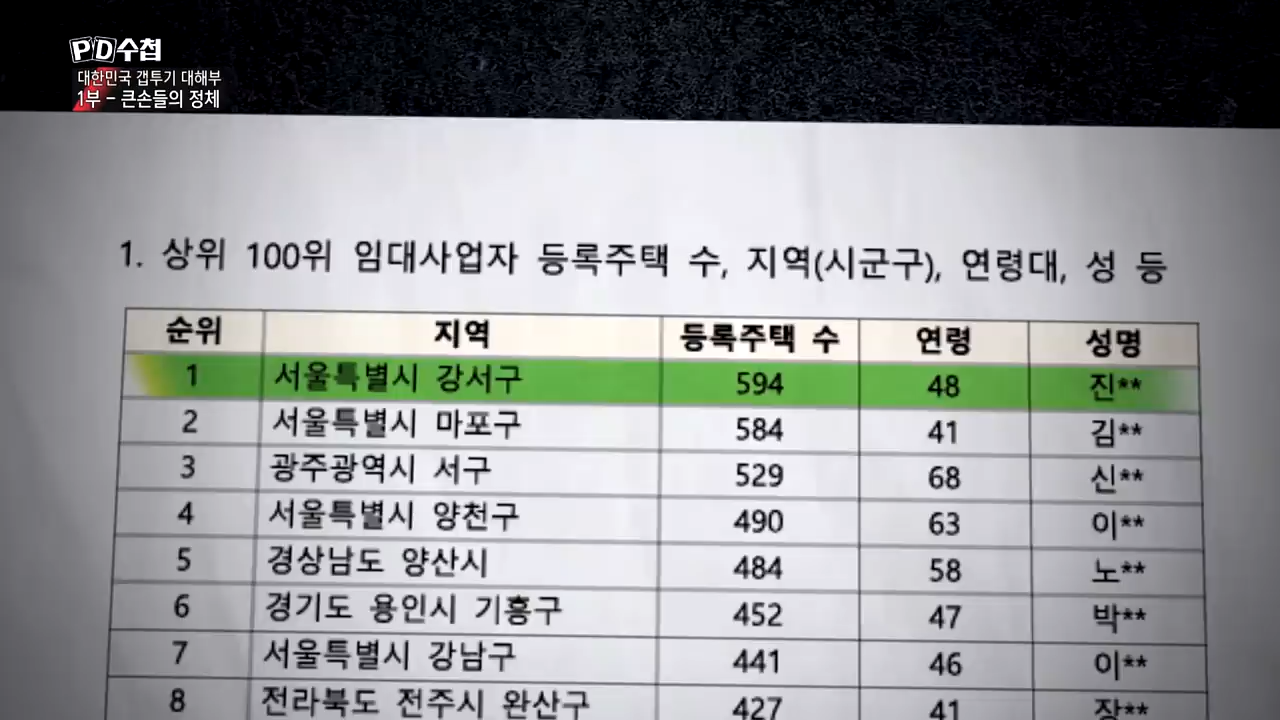 PD수첩
대한민국 갭투기 대해부
1부 - 큰손들의 정체
1. 상위 100위 임대사업자 등록주택 수, 지역(시군구), 연령대, 성 등
순위 지역 등록주택 수 연령 성명
1 서울특별시 강서구 594 48 진**
2 서울특별시 마포구 584 41 김**
3 광주광역시 서구 529 68 신**
4 서울특별시 양천구 490 63 이**
5 경상남도 양산시 484 58 노**
6 경기도 용인시 기흥구 452 47 박**
7 서울특별시 강남구 441 46 이**
8 전라북도 전주시 완산구 427 41 장**